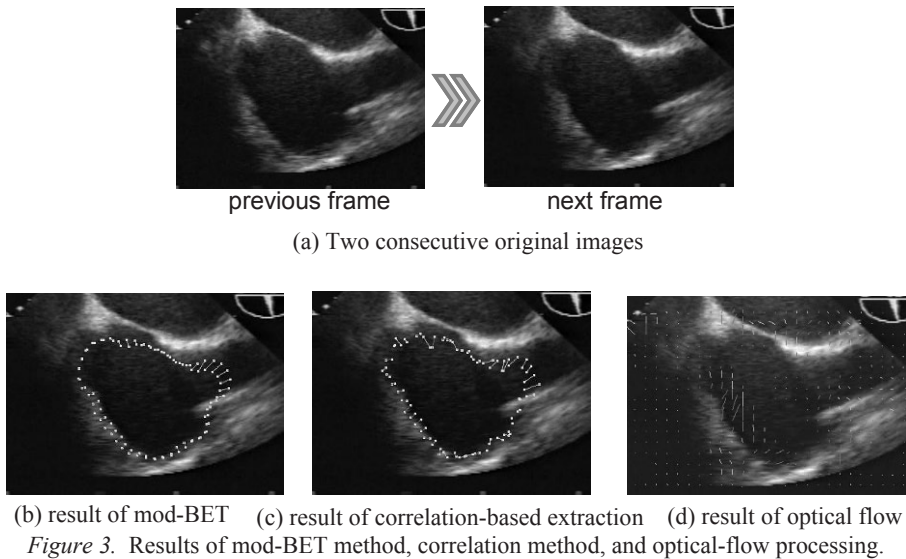 previous frame next frame
(a) Two consecutive original images
(b) result of mod-BET (c) result of correlation-based extraction (d) result of optical flow
Figure 3. Results of mod-BET method, correlation method, and optical-flow processing.